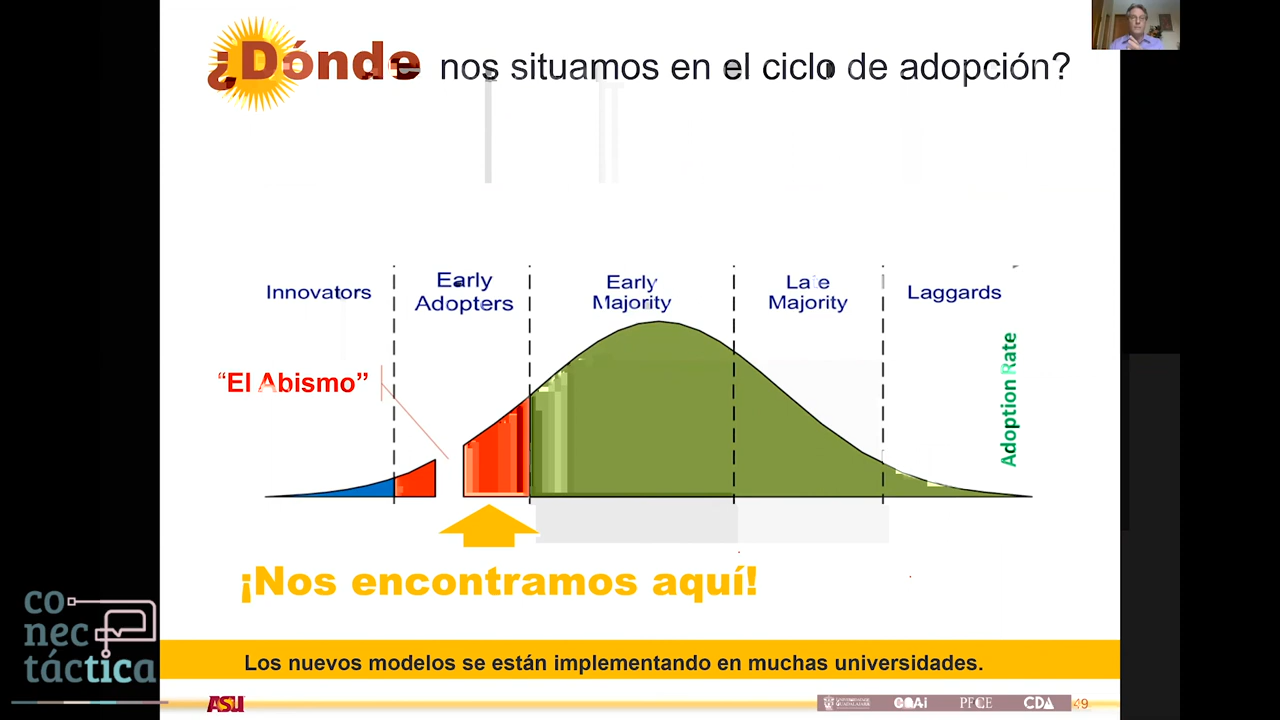 ¿Dónde nos situamos en el ciclo de adopción?
Innovators
Early
Adopters
Early
Majority
Late
Majority
Laggards
“El Abismo”
Adoption Rate
¡Nos encontramos aquí!
co
nec
táctica
Los nuevos modelos se están implementando en muchas universidades.
ASU
PFCE
CDA
49